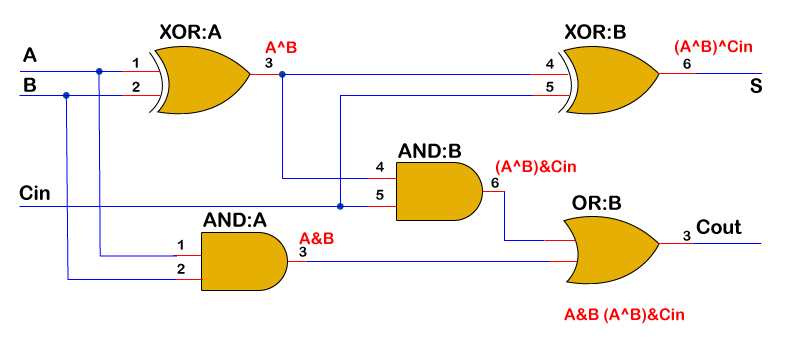 XOR:A
XOR:B
A
1
A^B
3
4
(A^B)^Cin
6
B
2
5
S
AND:B
4
(A^B)&Cin
Cin
5
6
OR:B
AND:A
1
A&B
3
3
Cout
2
A&B (A^B)&Cin